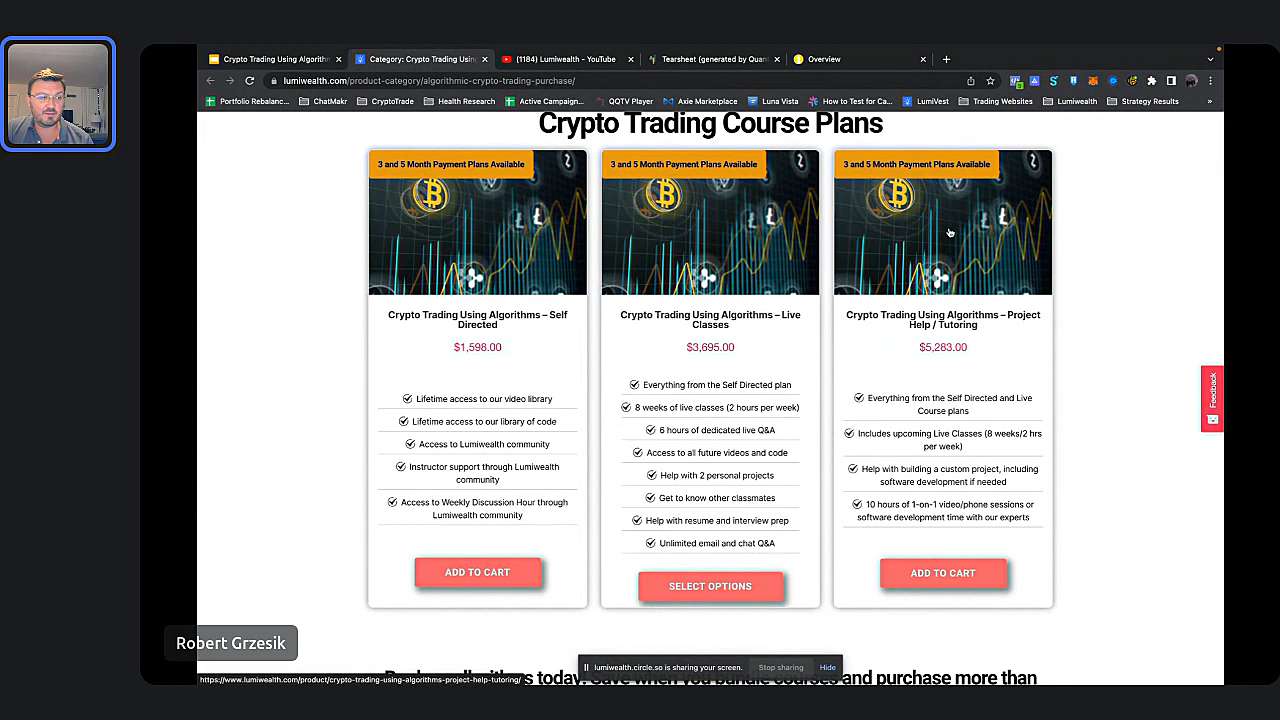 Crypto Trading Using Algorithm
Category: Crypto Trading Usin
(1184) Lumiwealth - YouTube
Tearsheet (generated by Quan
Overview
lumiwealth.com/product-category/algorithmic-crypto-trading-purchase/
Portfolio Rebalanc...
ChatMakr
CryptoTrade
Health Research
Active Campaign...
QQTV Player
Axie Marketplace
Luna Vista
How to Test for Ca...
LumiVest
Trading Websites
Lumiwealth
Strategy Results
Crypto Trading Course Plans
3 and 5 Month Payment Plans Available
Crypto Trading Using Algorithms – Self
Directed
$1,598.00
Lifetime access to our video library
Lifetime access to our library of code
Access to Lumiwealth community
Instructor support through Lumiwealth
community
Access to Weekly Discussion Hour through
Lumiwealth community
ADD TO CART
3 and 5 Month Payment Plans Available
Crypto Trading Using Algorithms – Live
Classes
$3,695.00
Everything from the Self Directed plan
8 weeks of live classes (2 hours per week)
6 hours of dedicated live Q&A
Access to all future videos and code
Help with 2 personal projects
Get to know other classmates
Help with resume and interview prep
Unlimited email and chat Q&A
SELECT OPTIONS
3 and 5 Month Payment Plans Available
Crypto Trading Using Algorithms – Project
Help / Tutoring
$5,283.00
Everything from the Self Directed and Live
Course plans
Includes upcoming Live Classes (8 weeks/2 hrs
per week)
Help with building a custom project, including
software development if needed
10 hours of 1-on-1 video/phone sessions or
software development time with our experts
ADD TO CART
Feedback
Robert Grzesik
lumiwealth.circle.so is sharing your screen.
Stop sharing
Hide
s today! Save when you bundle courses and purchase more than
https://www.lumiwealth.com/product/crypto-trading-using-algorithms-project-help-tutoring/